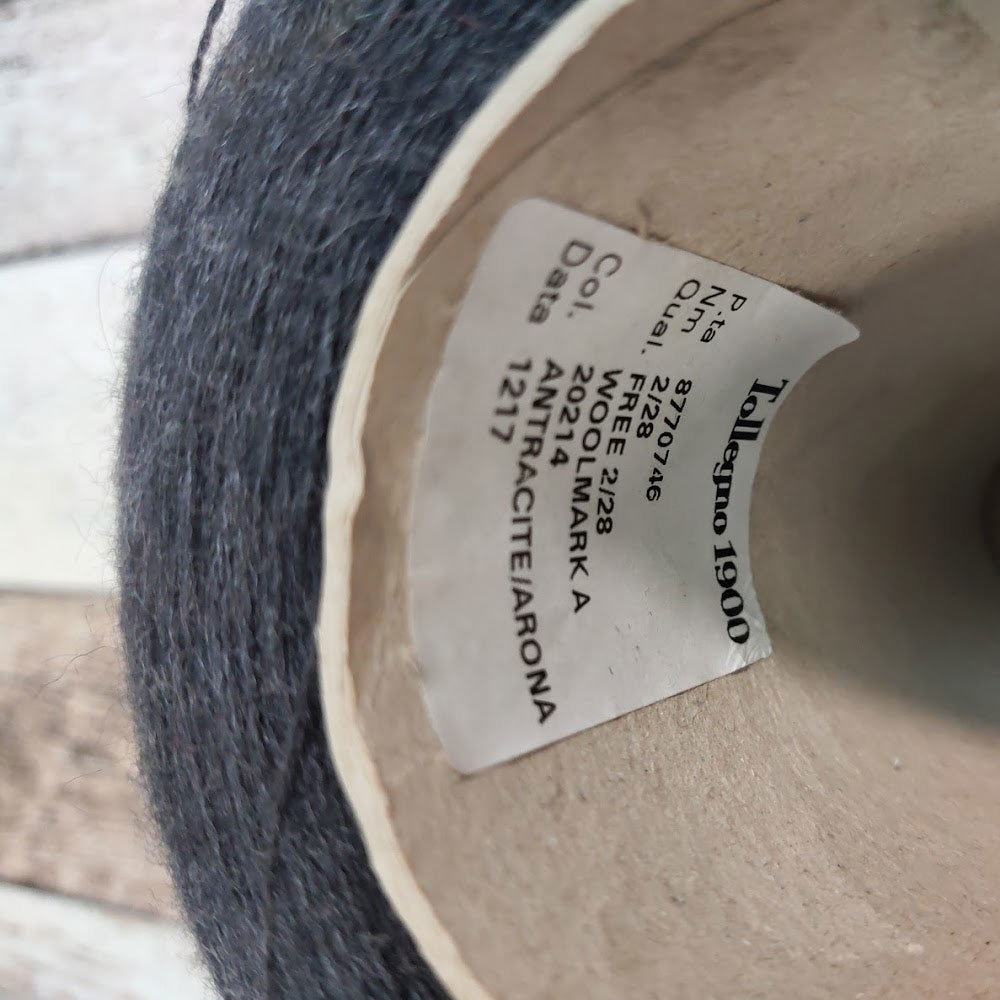 Tollegno 1900
P.ta 8770746
Nm 2/28
Qual. FREE 2/28
WOOLMARK A
Col. 20214
ANTRACITE/ARONA
Data 1217